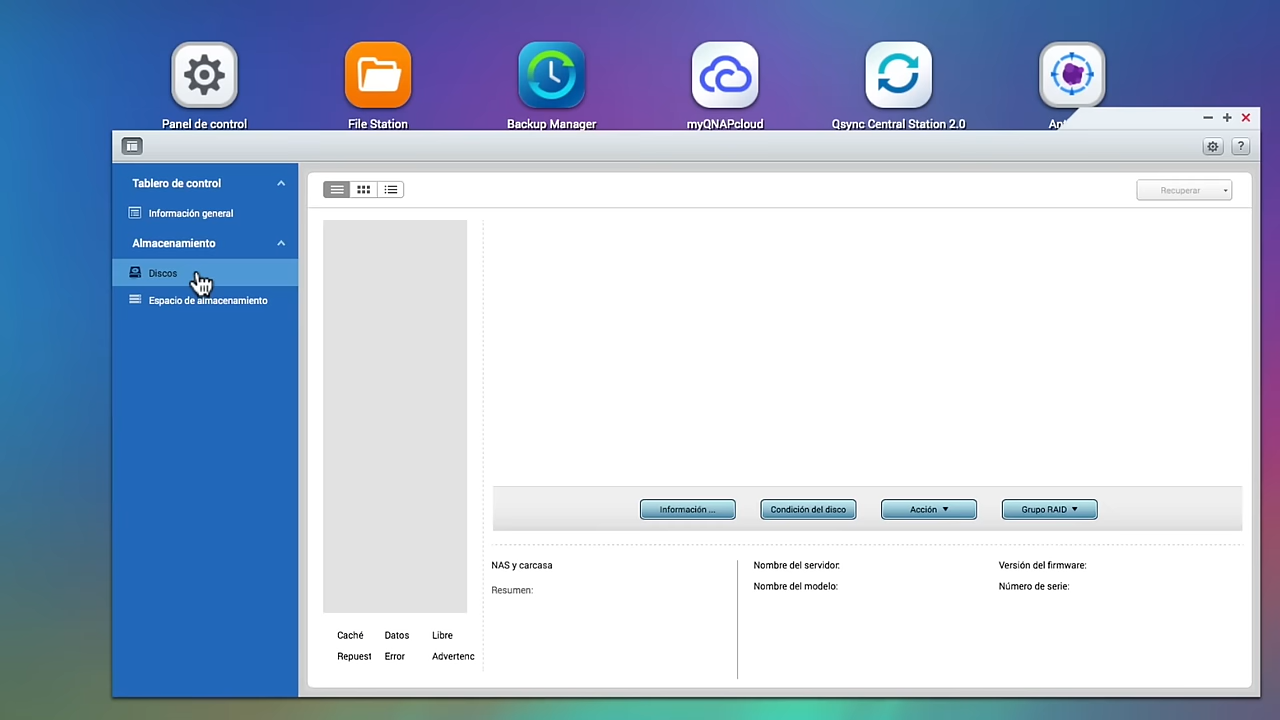 Panel de control
File Station
Backup Manager
myQNAPcloud
Qsync Central Station 2.0
?
Tablero de control
Información general
Almacenamiento
Discos
Espacio de almacenamiento
Recuperar
Información ...
Condición del disco
Acción
Grupo RAID
NAS y carcasa
Resumen:
Nombre del servidor:
Nombre del modelo:
Versión del firmware:
Número de serie:
Caché Datos Libre
Repuest Error Advertenc